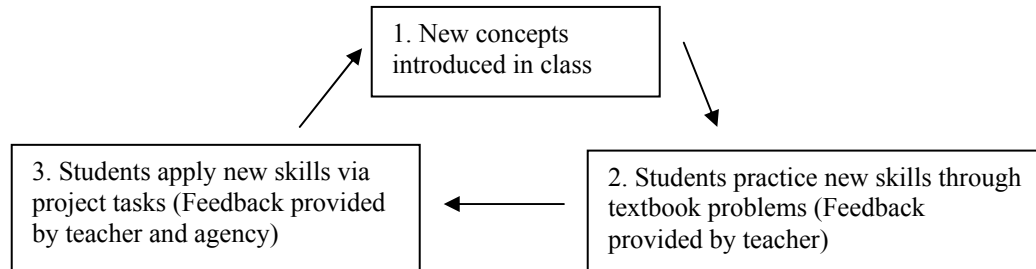 1. New concepts
introduced in class
2. Students practice new skills through
textbook problems (Feedback
provided by teacher)
3. Students apply new skills via
project tasks (Feedback provided
by teacher and agency)